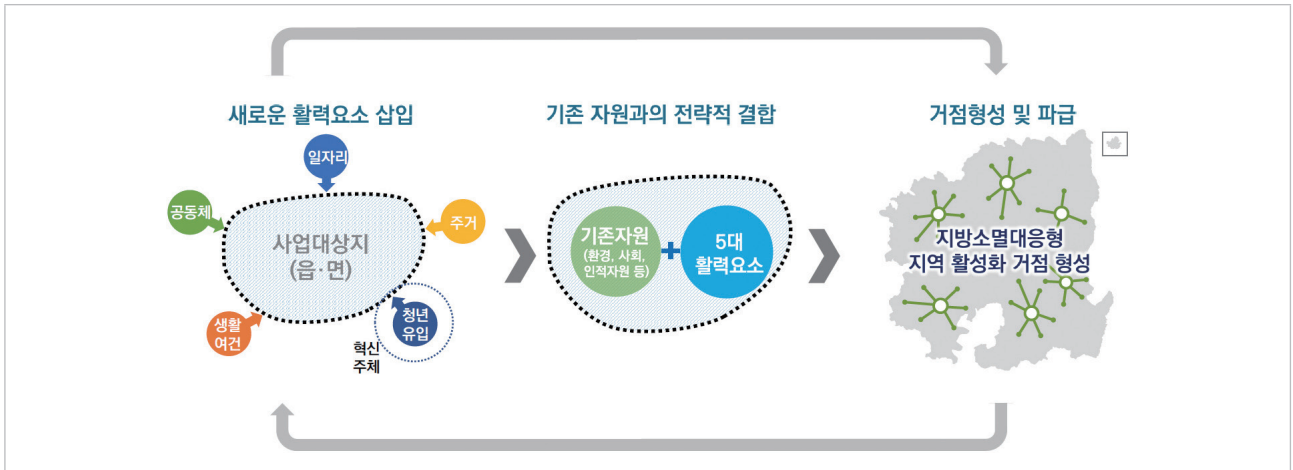 새로운 활력요소 삽입
일자리
공동체
주거
사업대상지
(읍·면)
생활
여건
청년
유입
혁신
주체
기존 자원과의 전략적 결합
기존자원
(환경, 사회,
인적자원 등)
+
5대
활력요소
거점형성 및 파급
지방소멸대응형
지역 활성화 거점 형성